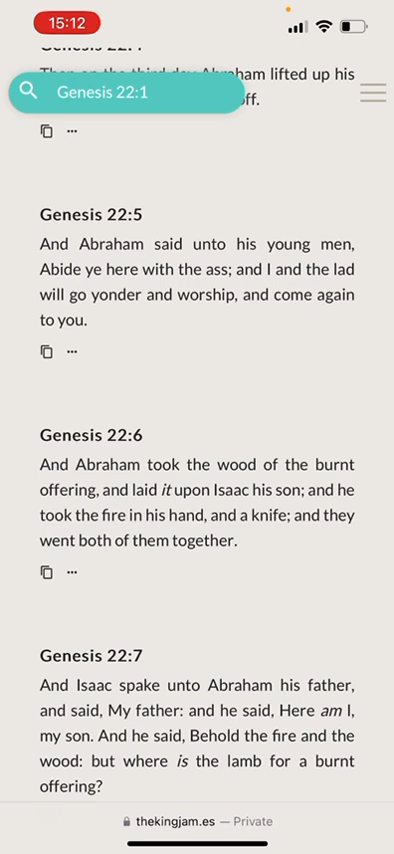 15:12
Genesis 22:1
Abraham lifted up his
off.
Genesis 22:5
And Abraham said unto his young men,
Abide ye here with the ass; and I and the lad
will go yonder and worship, and come again
to you.
Genesis 22:6
And Abraham took the wood of the burnt
offering, and laid it upon Isaac his son; and he
took the fire in his hand, and a knife; and they
went both of them together.
Genesis 22:7
And Isaac spake unto Abraham his father,
and said, My father: and he said, Here am I,
my son. And he said, Behold the fire and the
wood: but where is the lamb for a burnt
offering?
thekingjam.es — Private